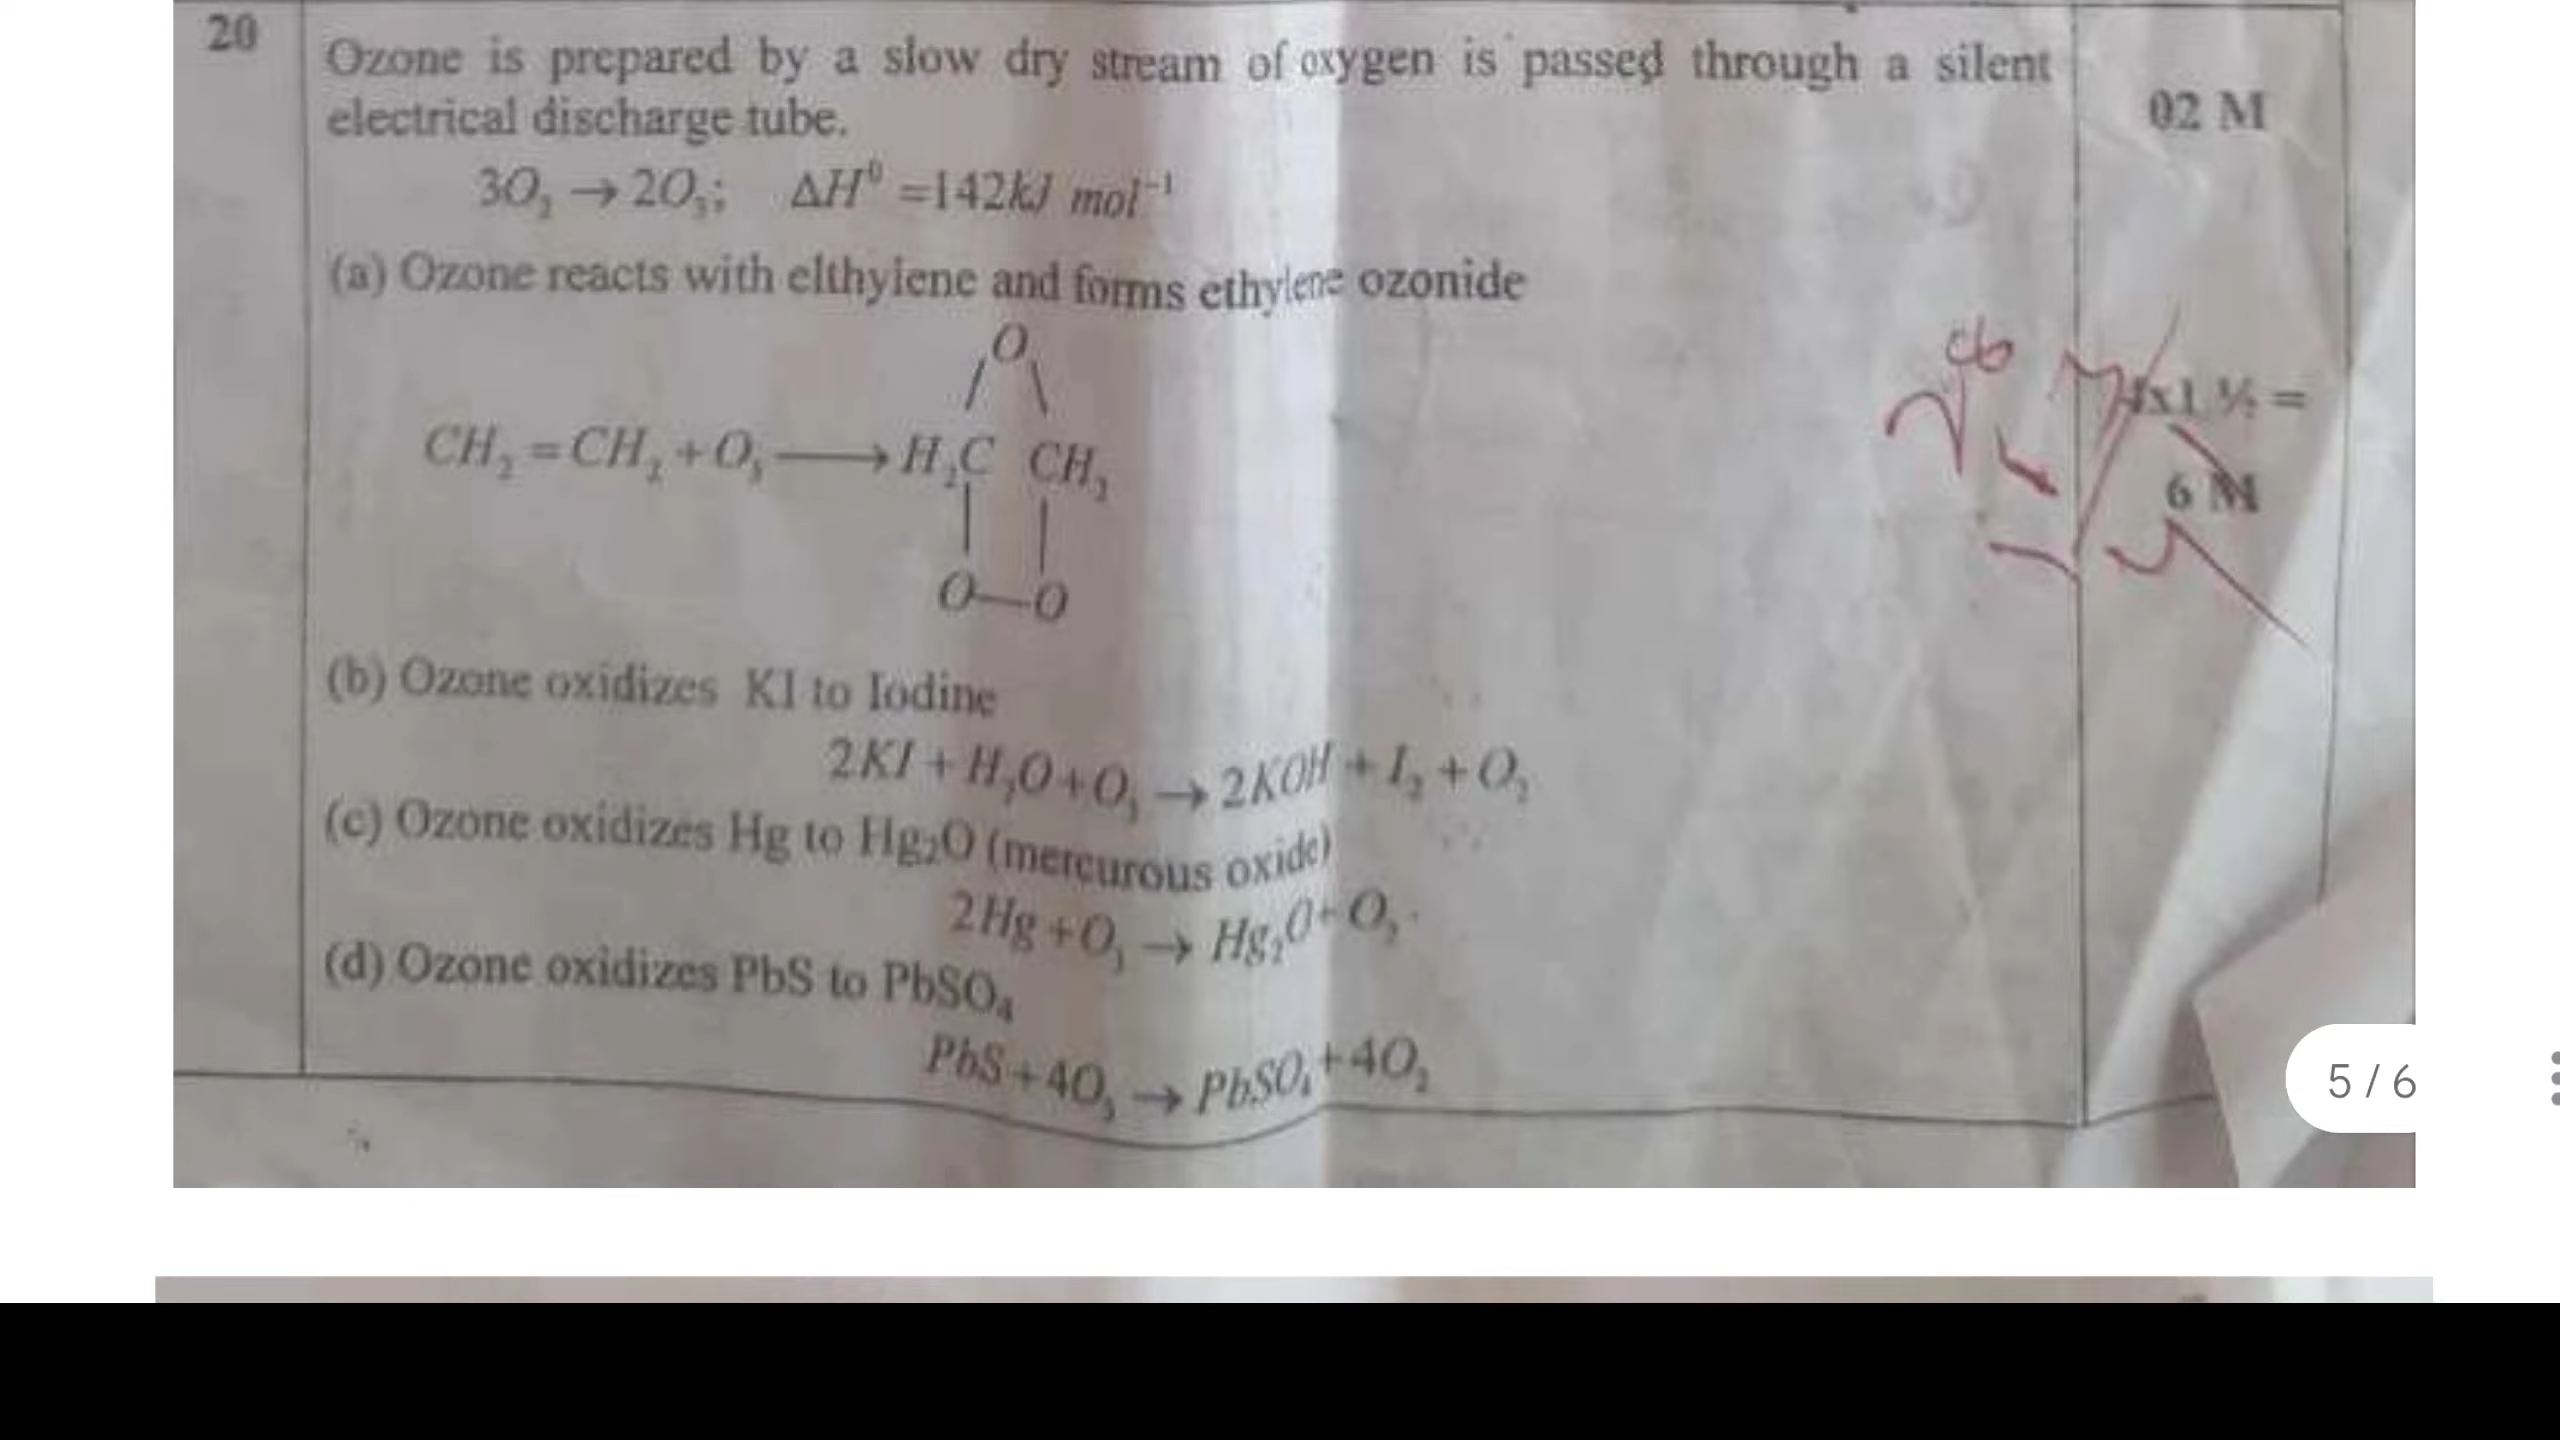 20
Ozone is prepared by a slow dry stream of oxygen is passed through a silent
electrical discharge tube.
02 M
3O₂ → 2O₃; ΔH⁰ =142kJ mol⁻¹
(a) Ozone reacts with elthylene and forms ethylene ozonide
O
CH₂ = CH₂ + O₃ ⟶ H₂C CH₂
O—O
4x1 ½ =
6 M
(b) Ozone oxidizes KI to Iodine
2KI + H₂O + O₃ → 2KOH + I₂ + O₂
(c) Ozone oxidizes Hg to Hg₂O (mercurous oxide)
2Hg + O₃ → Hg₂O + O₂
(d) Ozone oxidizes PbS to PbSO₄
PbS + 4O₃ → PbSO₄ + 4O₂
5 / 6